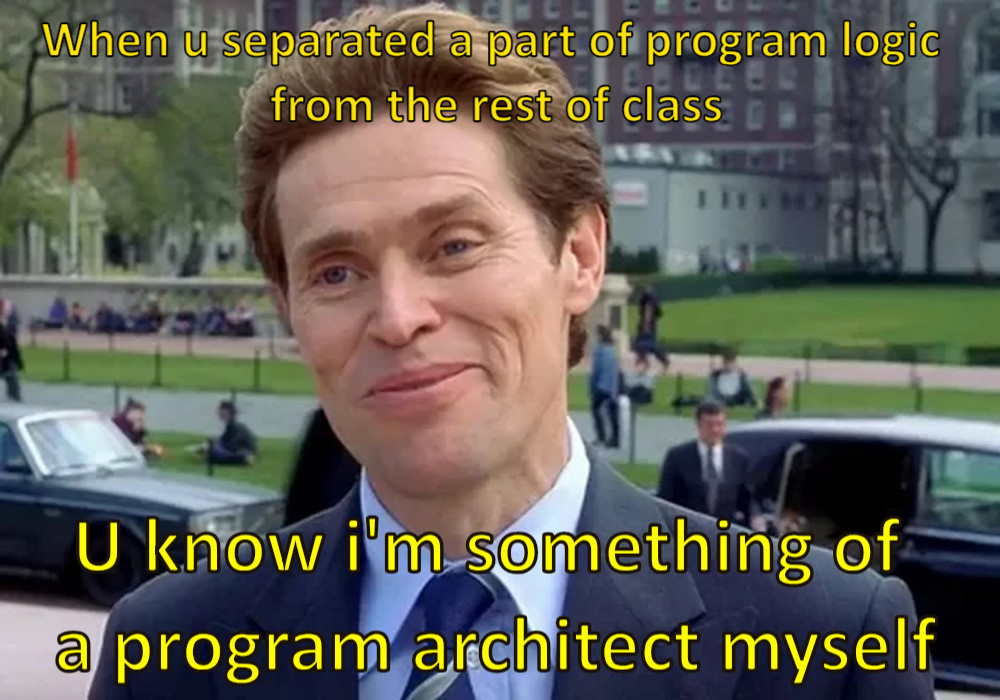 When u separated a part of program logic
from the rest of class
U know i'm something of
a program architect myself